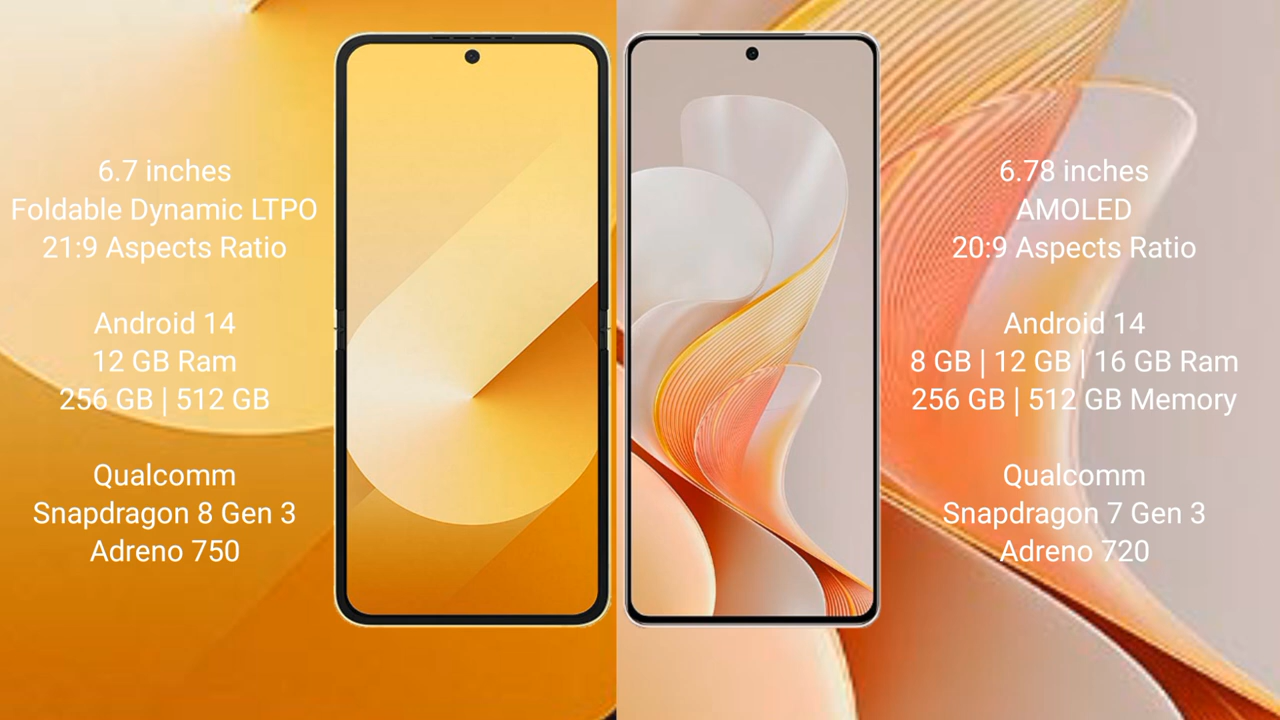 6.7 inches
Foldable Dynamic LTPO
21:9 Aspects Ratio
Android 14
12 GB Ram
256 GB | 512 GB
Qualcomm
Snapdragon 8 Gen 3
Adreno 750
6.78 inches
AMOLED
20:9 Aspects Ratio
Android 14
8 GB | 12 GB | 16 GB Ram
256 GB | 512 GB Memory
Qualcomm
Snapdragon 7 Gen 3
Adreno 720